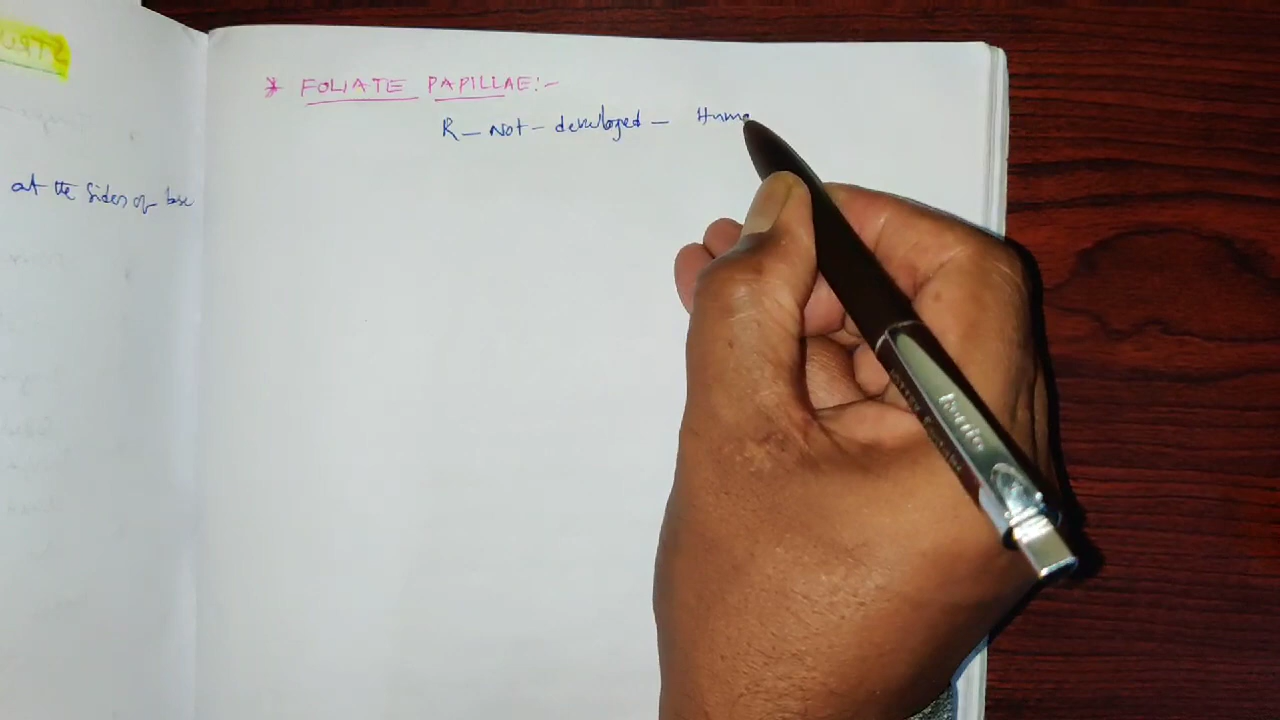 at the sides of base
* FOLIATE PAPILLAE:-
R - Not - developed - Huma